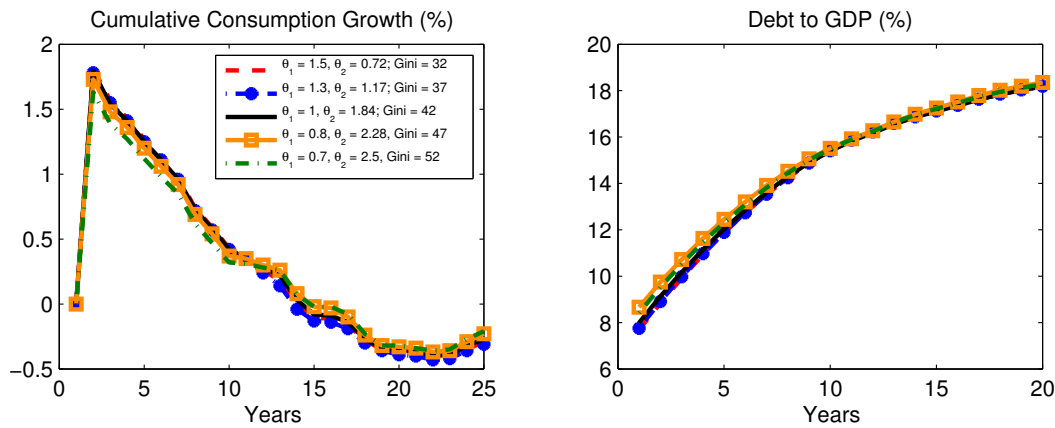 Cumulative Consumption Growth (%)
2
1.5
1
0.5
0
−0.5
0 5 10 15 20 25
Years
θ1 = 1.5, θ2 = 0.72; Gini = 32
θ1 = 1.3, θ2 = 1.17; Gini = 37
θ1 = 1, θ2 = 1.84; Gini = 42
θ1 = 0.8, θ2 = 2.28, Gini = 47
θ1 = 0.7, θ2 = 2.5, Gini = 52
Debt to GDP (%)
20
18
16
14
12
10
8
6
0 5 10 15 20
Years